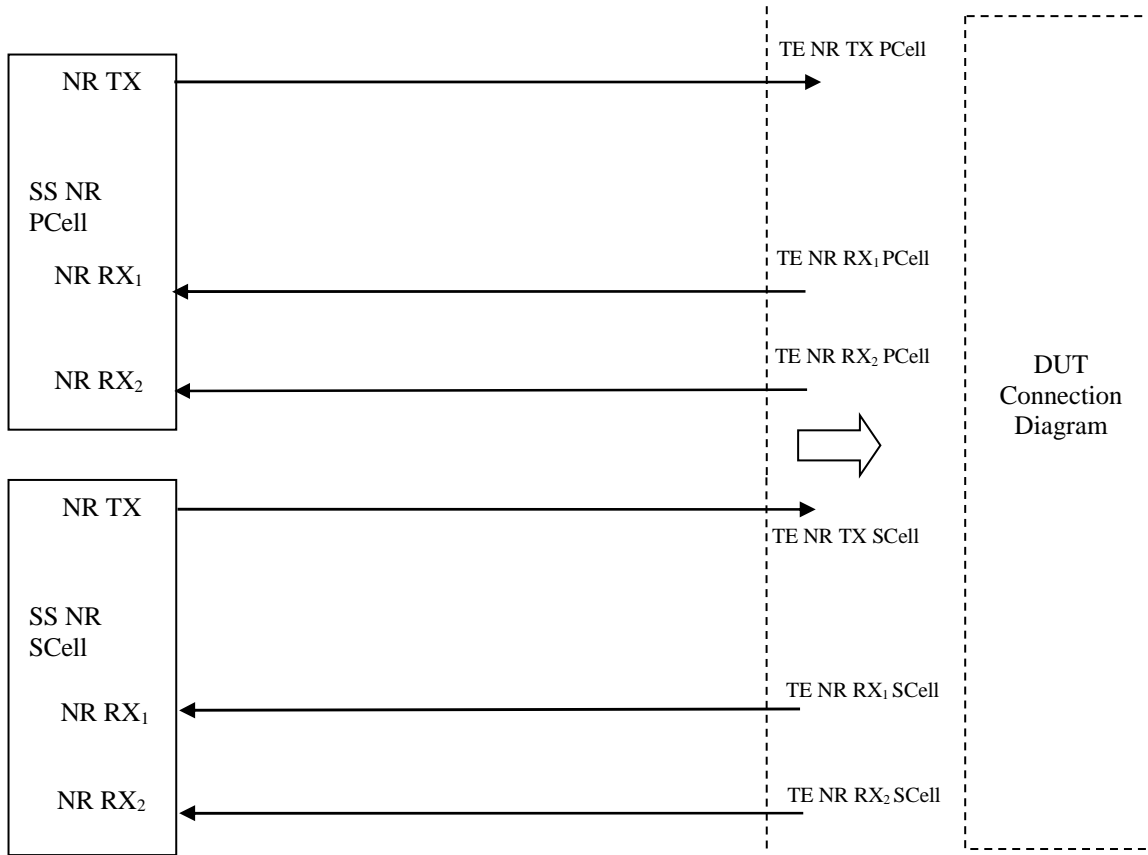 TE NR TX PCell
NR TX
SS NR
PCell
TE NR RX₁ PCell
NR RX₁
TE NR RX₂ PCell
NR RX₂
DUT
Connection
Diagram
NR TX
TE NR TX SCell
SS NR
SCell
TE NR RX₁ SCell
NR RX₁
TE NR RX₂ SCell
NR RX₂